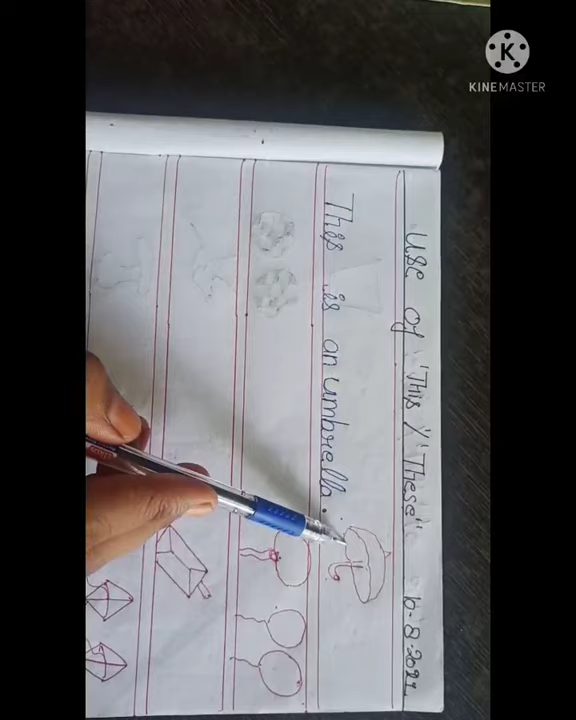 Use of "This"/"These" 10-8-2021
This is an umbrella.
K
KINEMASTER